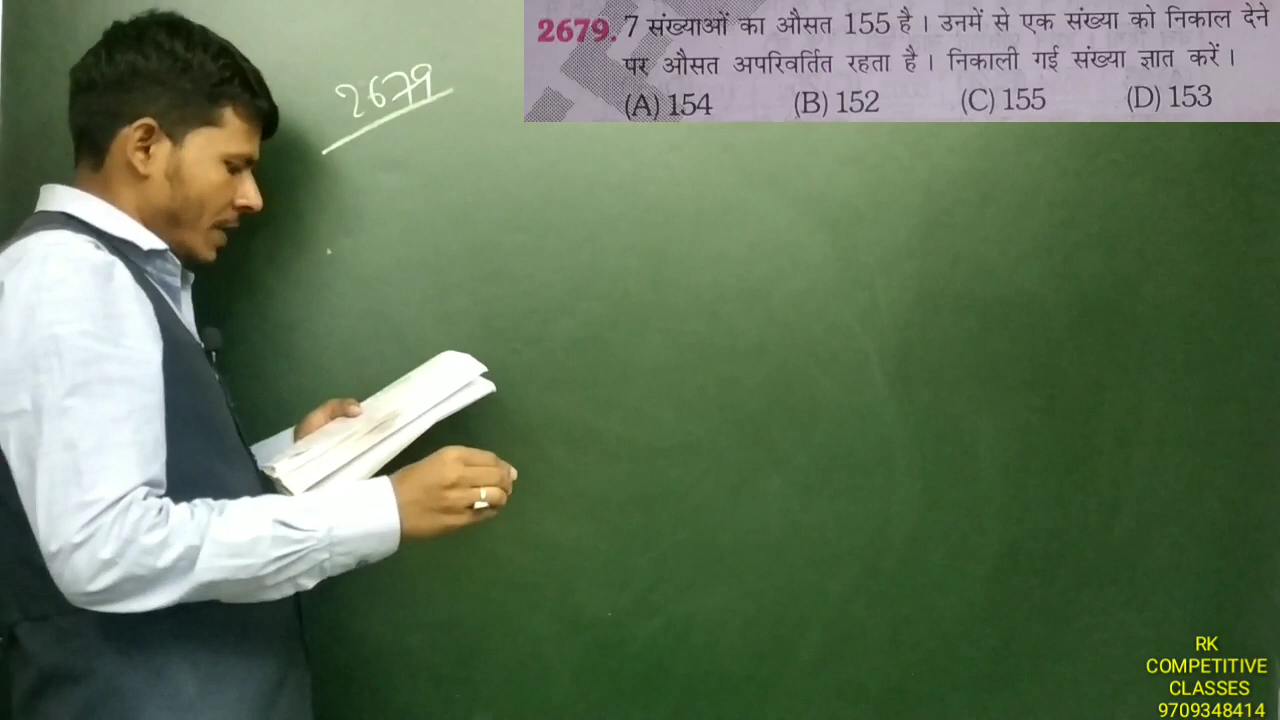 2679. 7 संख्याओं का औसत 155 है। उनमें से एक संख्या को निकाल देने
पर औसत अपरिवर्तित रहता है। निकाली गई संख्या ज्ञात करें।
(A) 154 (B) 152 (C) 155 (D) 153
2679
RK
COMPETITIVE
CLASSES
9709348414